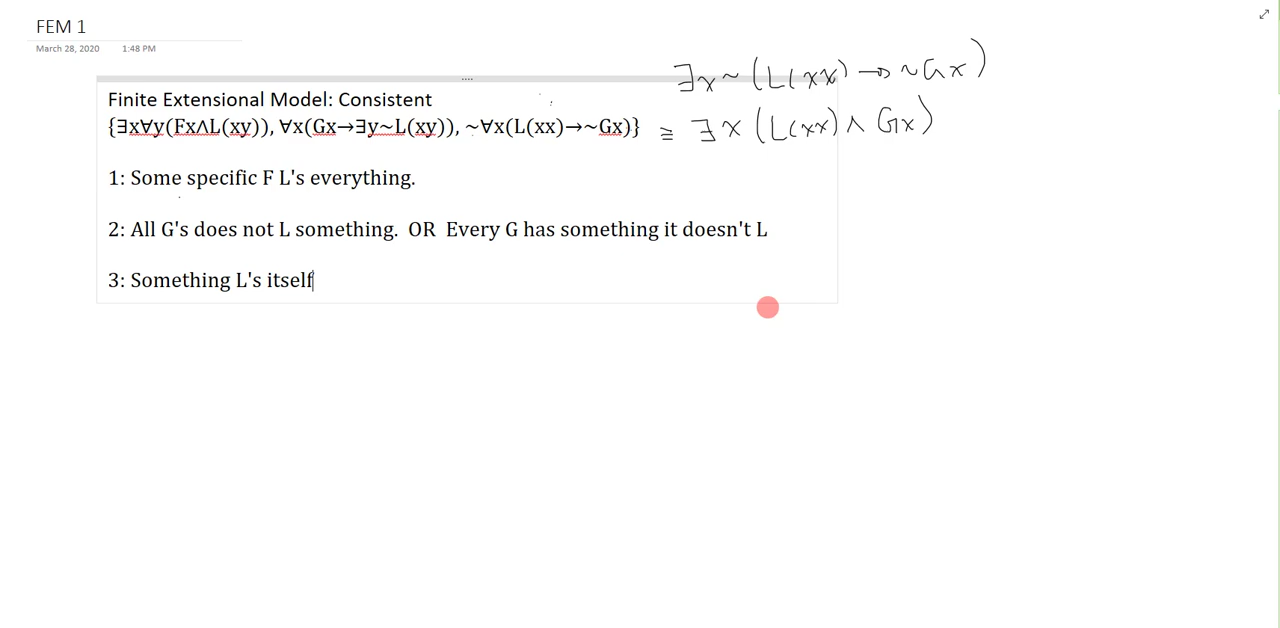 FEM 1
March 28, 2020 1:48 PM
∃x ~ (L(xx) → ~Gx)
Finite Extensional Model: Consistent
{∃x∀y(Fx∧L(xy)), ∀x(Gx→∃y~L(xy)), ~∀x(L(xx)→~Gx)} ≅ ∃x (L(xx) ∧ Gx)
1: Some specific F L's everything.
2: All G's does not L something. OR Every G has something it doesn't L
3: Something L's itself